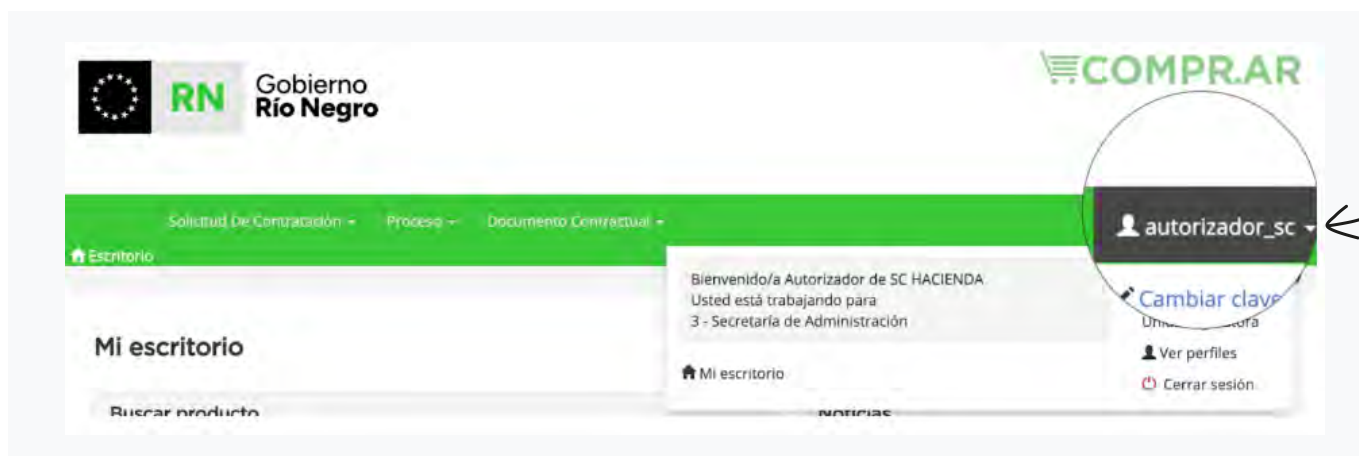 RN
Gobierno
Río Negro
COMPR.AR
Solicitud De Contratación
Proceso
Documento Contractual
autorizador_sc
Escritorio
Bienvenido/a Autorizador de SC HACIENDA
Usted está trabajando para
3 - Secretaría de Administración
Cambiar clave
Mi escritorio
Ver perfiles
Mi escritorio
Cerrar sesión
Buscar producto
Noticias